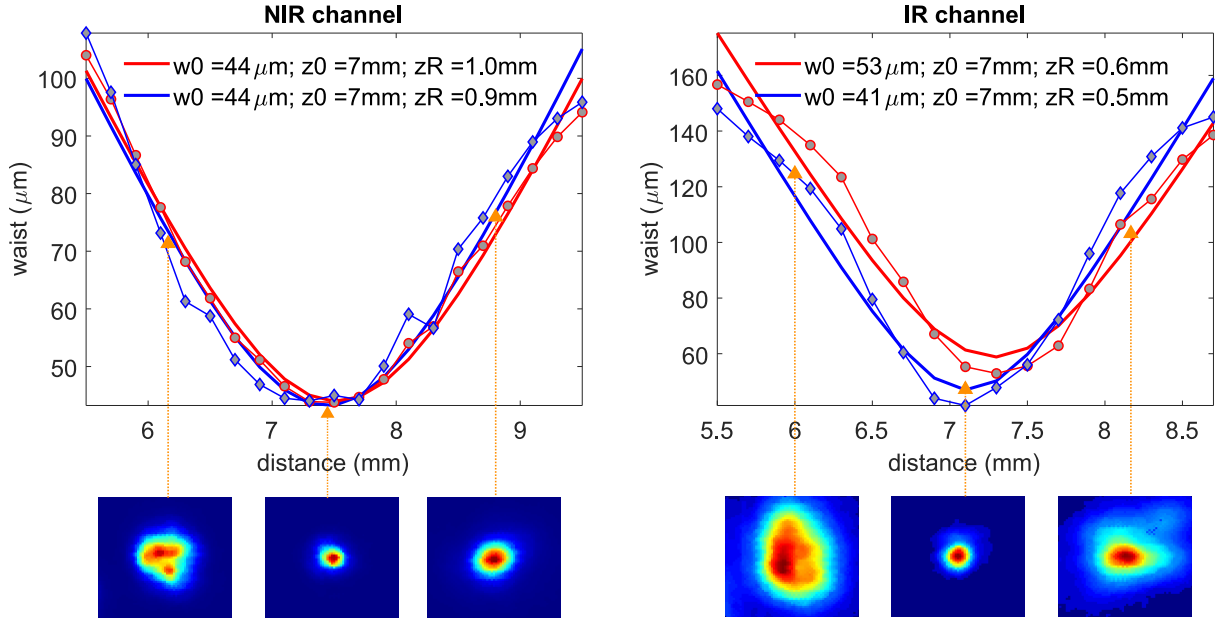 NIR channel
w0 =44 μm; z0 =7mm; zR =1.0mm
w0 =44 μm; z0 =7mm; zR =0.9mm
100
90
80
70
60
50
waist (μm)
6
7
8
9
distance (mm)
IR channel
w0 =53 μm; z0 =7mm; zR =0.6mm
w0 =41 μm; z0 =7mm; zR =0.5mm
160
140
120
100
80
60
waist (μm)
5.5
6
6.5
7
7.5
8
8.5
distance (mm)